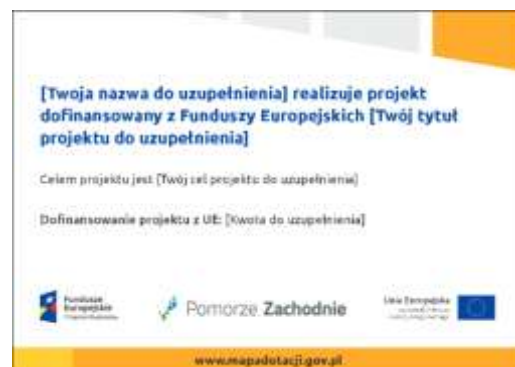 [Twoja nazwa do uzupełnienia] realizuje projekt
dofinansowany z Funduszy Europejskich [Twój tytuł
projektu do uzupełnienia]
Celem projektu jest [Twój cel projektu do uzupełnienia]
Dofinansowanie projektu z UE: [Kwota do uzupełnienia]
Fundusze
Europejskie
Pomorze Zachodnie
Unia Europejska
www.mapadotacji.gov.pl